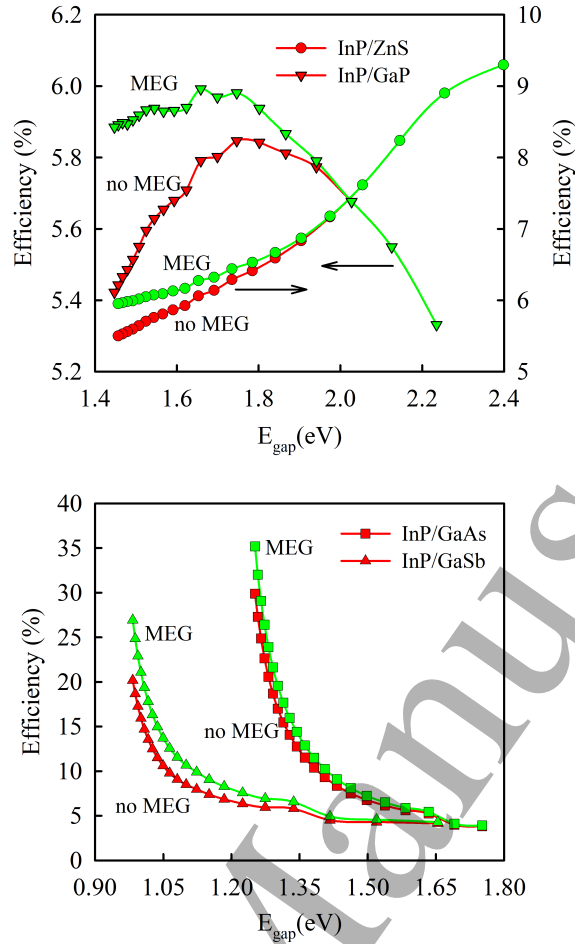 6.2
6.0
5.8
5.6
5.4
5.2
Efficiency (%)
10
9
8
7
6
5
Efficiency (%)
InP/ZnS
InP/GaP
MEG
no MEG
MEG
no MEG
1.4 1.6 1.8 2.0 2.2 2.4
E_gap(eV)
40
35
30
25
20
15
10
5
0
Efficiency (%)
InP/GaAs
InP/GaSb
MEG
MEG
no MEG
no MEG
0.90 1.05 1.20 1.35 1.50 1.65 1.80
E_gap(eV)
Manus